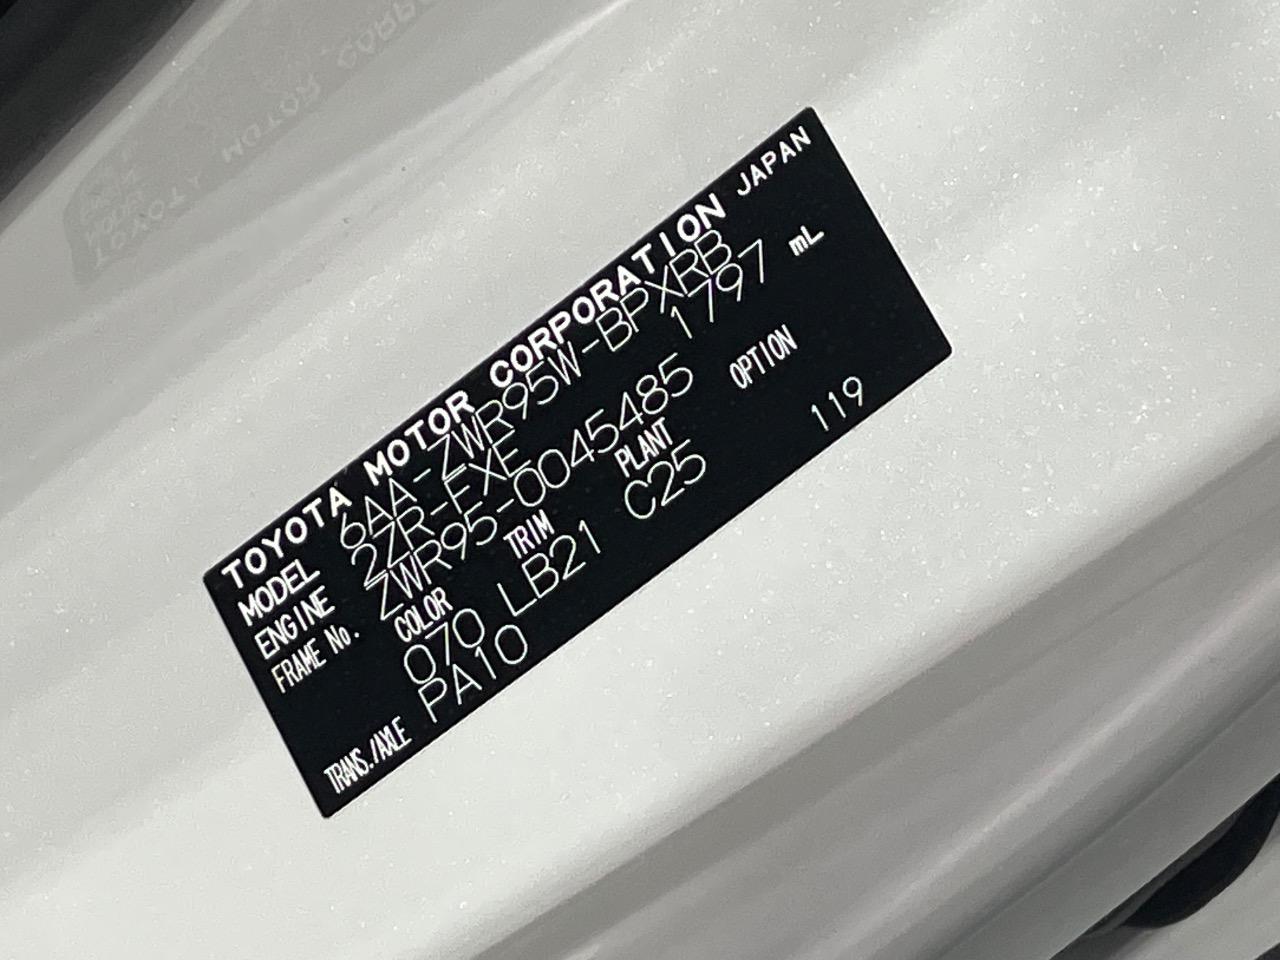 TOYOTA MOTOR CORPORATION JAPAN
MODEL 6AA-ZWR95W-BPXRB
ENGINE 2ZR-FXE 1797 mL
FRAME No. ZWR95-0045485
COLOR TRIM PLANT OPTION
070 LB21 C25 119
TRANS./AXLE PA10